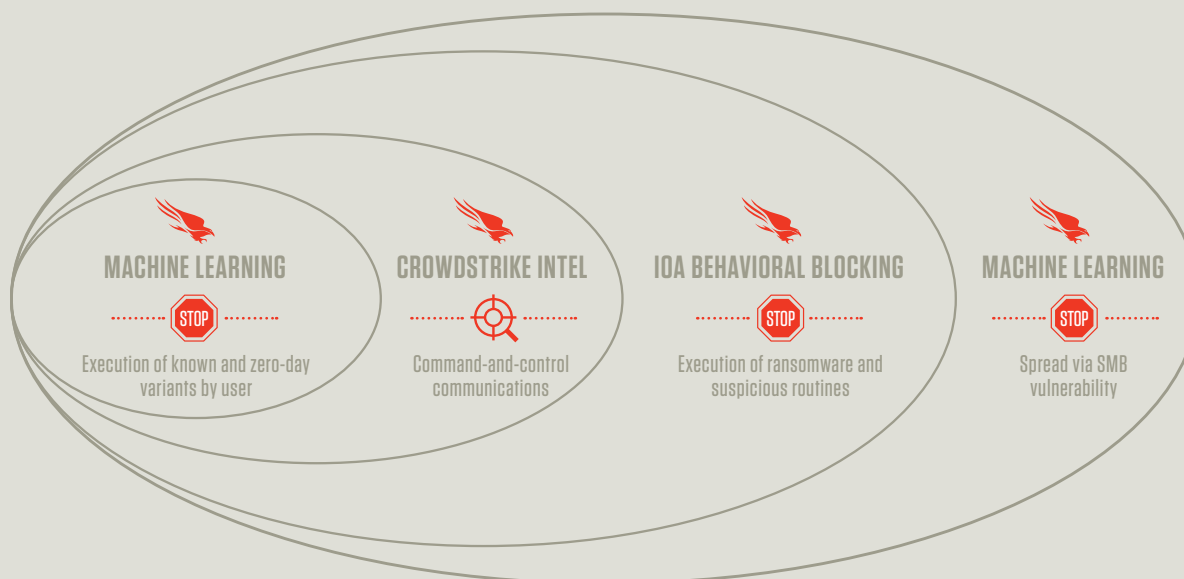 MACHINE LEARNING
STOP
Execution of known and zero-day
variants by user
CROWDSTRIKE INTEL
Command-and-control
communications
IOA BEHAVIORAL BLOCKING
STOP
Execution of ransomware and
suspicious routines
MACHINE LEARNING
STOP
Spread via SMB
vulnerability